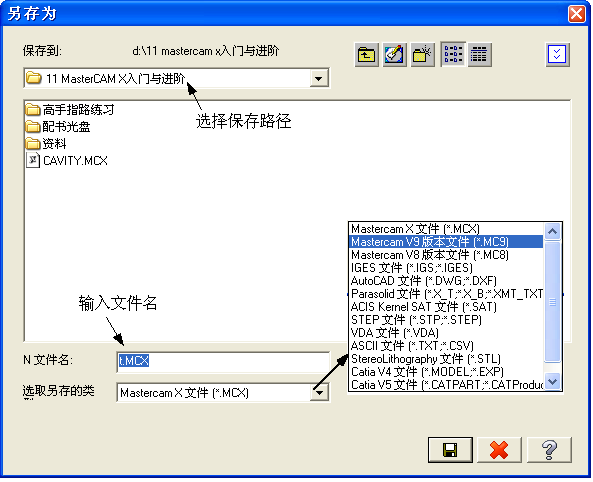 另存为
保存到:
d:\11 mastercam x入门与进阶
11 MasterCAM X入门与进阶
选择保存路径
高手指路练习
配书光盘
资料
CAVITY.MCX
Mastercam X 文件 (*.MCX)
Mastercam V9 版本文件 (*.MC9)
Mastercam V8 版本文件 (*.MC8)
IGES 文件 (*.IGS;*.IGES)
AutoCAD 文件 (*.DWG;*.DXF)
Parasolid 文件 (*.X_T;*.X_B;*.XMT_TXT
ACIS Kernel SAT 文件 (*.SAT)
STEP 文件 (*.STP;*.STEP)
VDA 文件 (*.VDA)
ASCII 文件 (*.TXT;*.CSV)
StereoLithography 文件 (*.STL)
Catia V4 文件 (*.MODEL;*.EXP)
Catia V5 文件 (*.CATPART;*.CATProduc
输入文件名
N 文件名:
t.MCX
选取另存的类
Mastercam X 文件 (*.MCX)